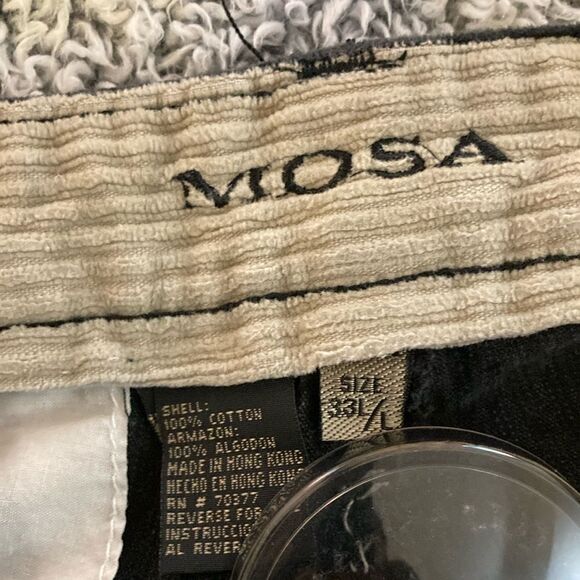 MOSA
SHELL:
100% COTTON
ARMAZON:
100% ALGODON
MADE IN HONG KONG
HECHO EN HONG KONG
RN # 70377
REVERSE FOR
INSTRUCCIO
AL REVER
SIZE
33L/L